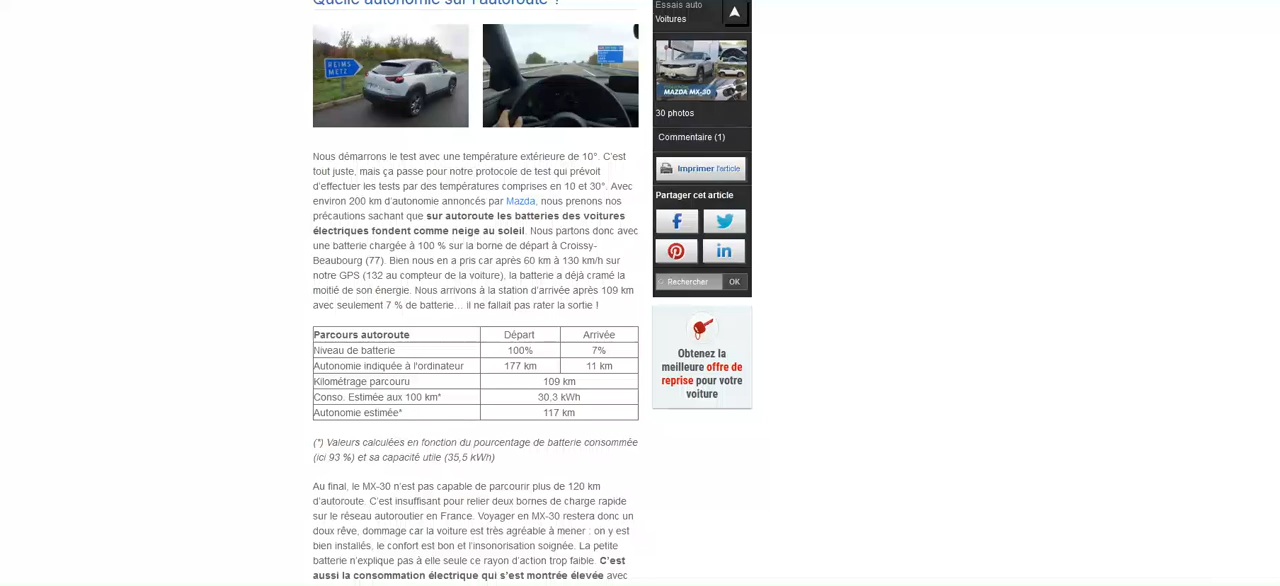 Quelle autonomie sur l'autoroute ?
REIMS
METZ
Nous démarrons le test avec une température extérieure de 10°. C'est
tout juste, mais ça passe pour notre protocole de test qui prévoit
d'effectuer les tests par des températures comprises en 10 et 30°. Avec
environ 200 km d'autonomie annoncés par Mazda, nous prenons nos
précautions sachant que sur autoroute les batteries des voitures
électriques fondent comme neige au soleil. Nous partons donc avec
une batterie chargée à 100 % sur la borne de départ à Croissy-
Beaubourg (77). Bien nous en a pris car après 60 km à 130 km/h sur
notre GPS (132 au compteur de la voiture), la batterie a déjà cramé la
moitié de son énergie. Nous arrivons à la station d'arrivée après 109 km
avec seulement 7 % de batterie… il ne fallait pas rater la sortie !
Parcours autoroute Départ Arrivée
Niveau de batterie 100% 7%
Autonomie indiquée à l'ordinateur 177 km 11 km
Kilométrage parcouru 109 km
Conso. Estimée aux 100 km* 30,3 kWh
Autonomie estimée* 117 km
(*) Valeurs calculées en fonction du pourcentage de batterie consommée
(ici 93 %) et sa capacité utile (35,5 kWh)
Au final, le MX-30 n'est pas capable de parcourir plus de 120 km
d'autoroute. C'est insuffisant pour relier deux bornes de charge rapide
sur le réseau autoroutier en France. Voyager en MX-30 restera donc un
doux rêve, dommage car la voiture est très agréable à mener : on y est
bien installés, le confort est bon et l'insonorisation soignée. La petite
batterie n'explique pas à elle seule ce rayon d'action trop faible. C'est
aussi la consommation électrique qui s'est montrée élevée avec
Essais auto
Voitures
MAZDA MX-30
30 photos
Commentaire (1)
Imprimer l'article
Partager cet article
Rechercher OK
Obtenez la
meilleure offre de
reprise pour votre
voiture